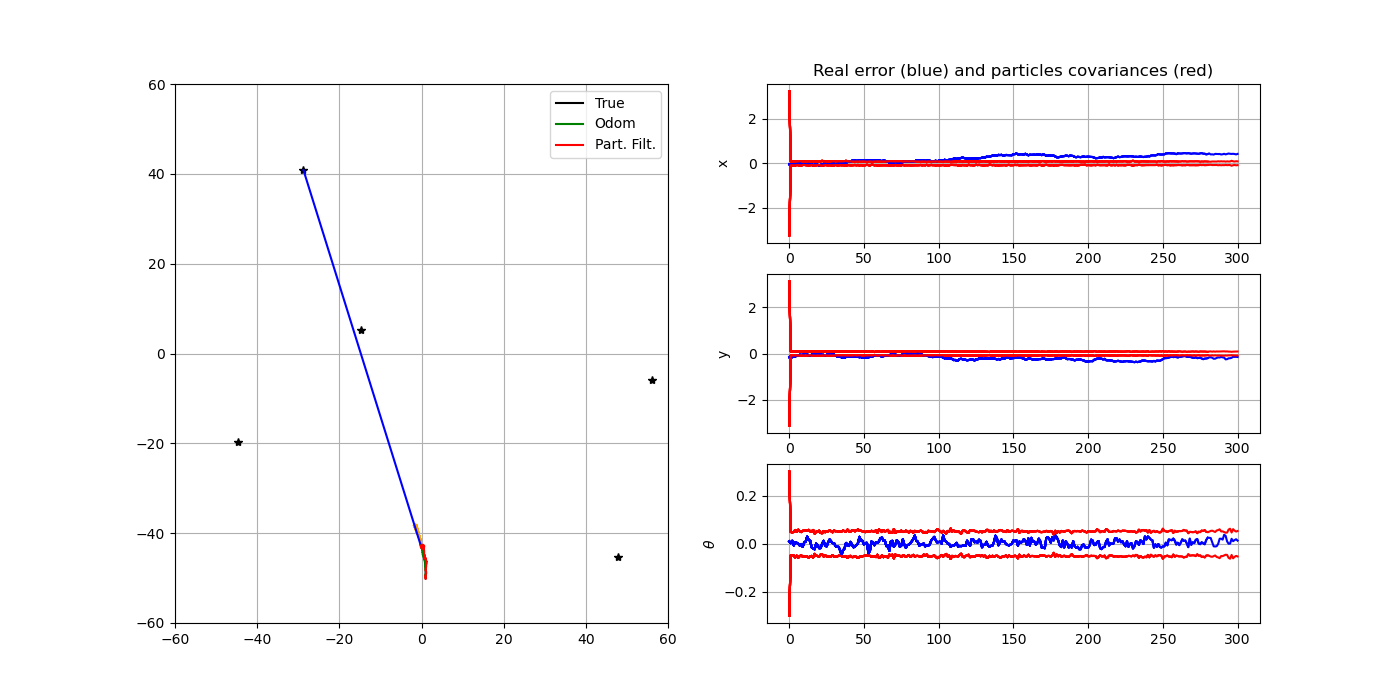 60
40
20
0
−20
−40
−60
−60 −40 −20 0 20 40 60
True
Odom
Part. Filt.
Real error (blue) and particles covariances (red)
x
2
0
−2
0 50 100 150 200 250 300
y
2
0
−2
0 50 100 150 200 250 300
θ
0.2
0.0
−0.2
0 50 100 150 200 250 300